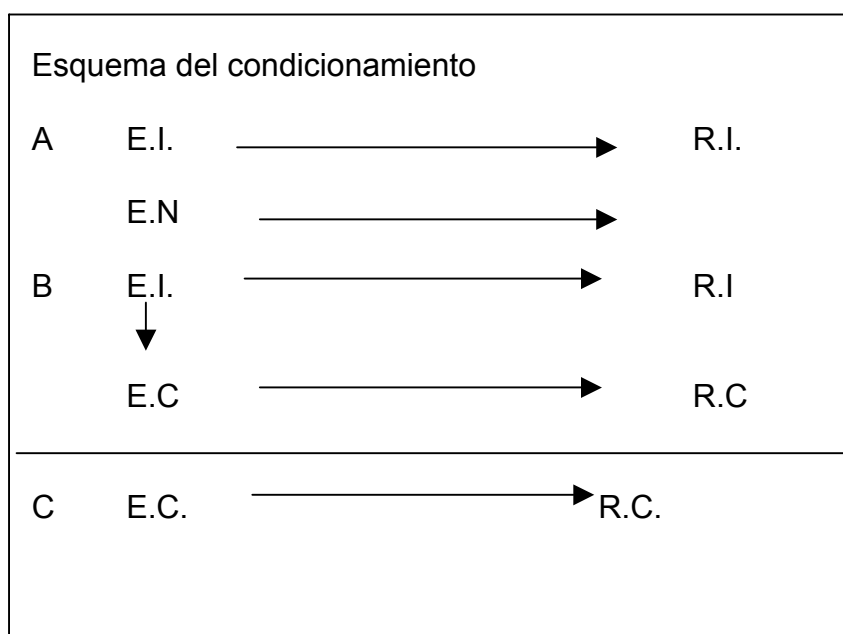 Esquema del condicionamiento
A E.I. R.I.
E.N
B E.I. R.I
E.C R.C
C E.C. R.C.